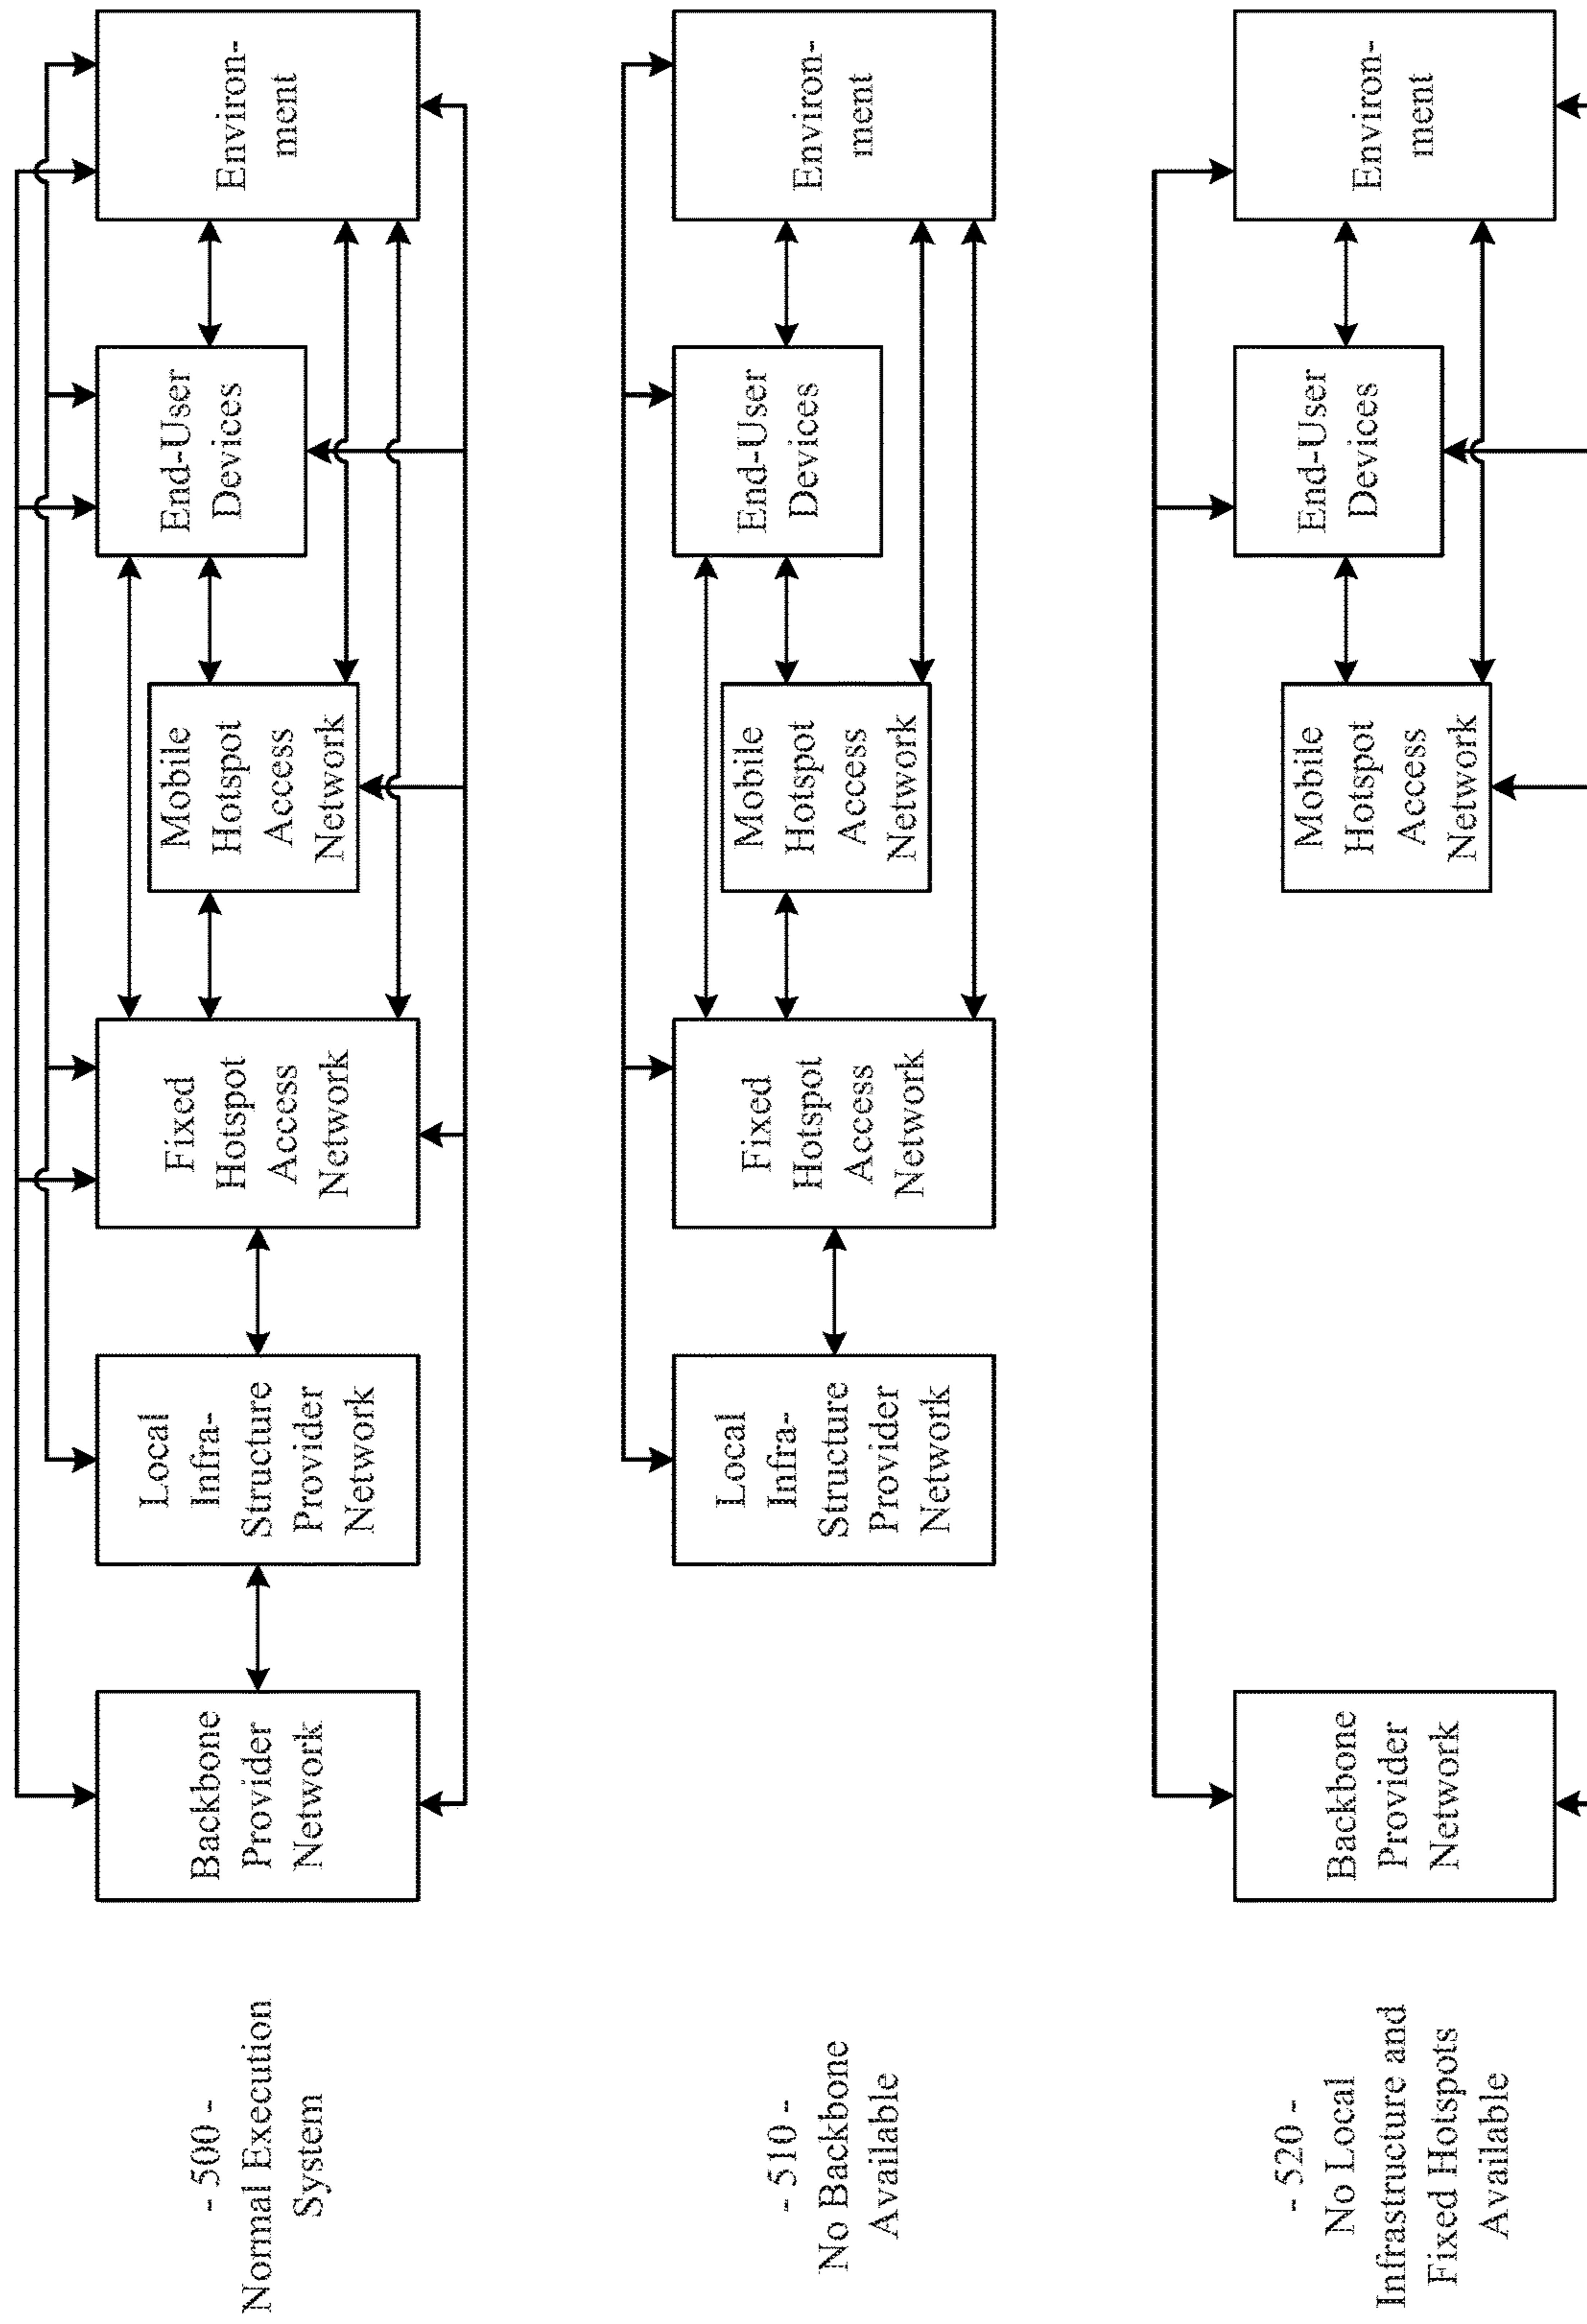 - 500 -
Normal Execution
System
Backbone
Provider
Network
Local
Infra-
Structure
Provider
Network
Fixed
Hotspot
Access
Network
Mobile
Hotspot
Access
Network
End-User
Devices
Environ-
ment
- 510 -
No Backbone
Available
Local
Infra-
Structure
Provider
Network
Fixed
Hotspot
Access
Network
Mobile
Hotspot
Access
Network
End-User
Devices
Environ-
ment
- 520 -
No Local
Infrastructure and
Fixed Hotspots
Available
Backbone
Provider
Network
Mobile
Hotspot
Access
Network
End-User
Devices
Environ-
ment